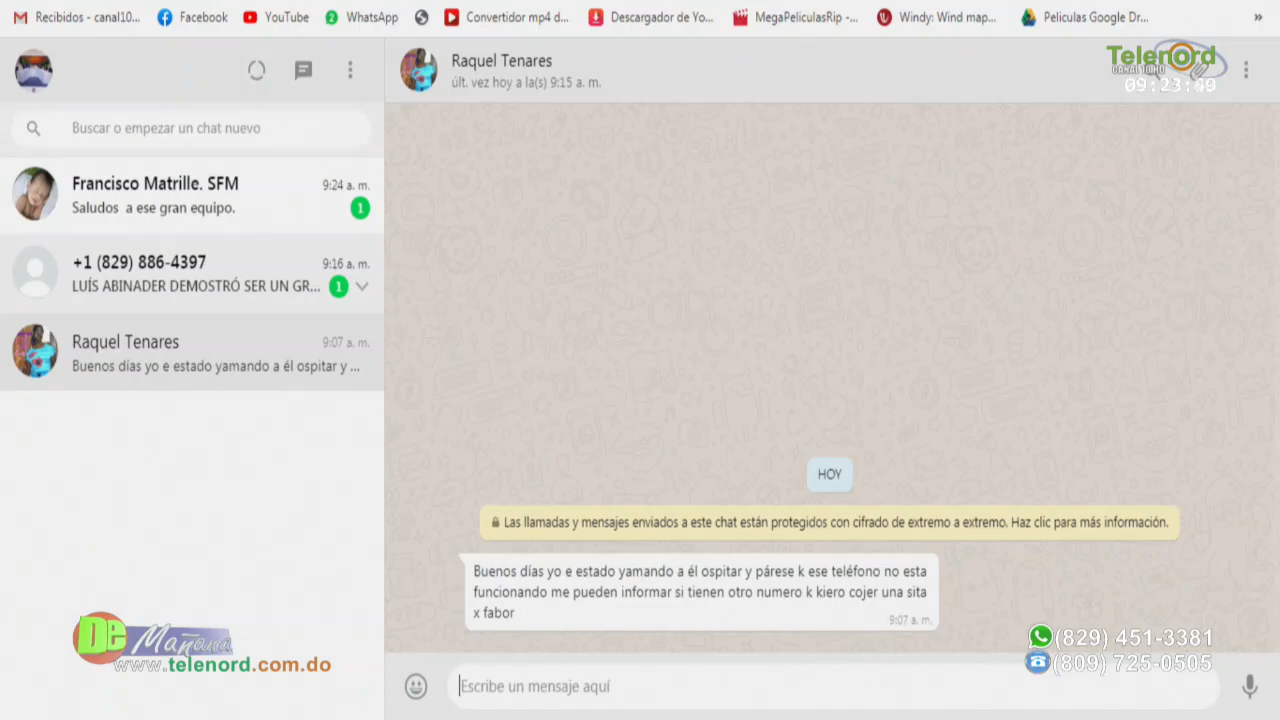 Recibidos - canal10...
Facebook
YouTube
WhatsApp
Convertidor mp4 d...
Descargador de Yo...
MegaPeliculasRip -...
Windy: Wind map...
Peliculas Google Dr...
»
Raquel Tenares
últ. vez hoy a la(s) 9:15 a. m.
Telenord
CANAL 10 HD
09:23:40
Buscar o empezar un chat nuevo
Francisco Matrille. SFM
9:24 a. m.
Saludos a ese gran equipo.
1
+1 (829) 886-4397
9:16 a. m.
LUÍS ABINADER DEMOSTRÓ SER UN GR...
1
Raquel Tenares
9:07 a. m.
Buenos días yo e estado yamando a él ospitar y ...
HOY
Las llamadas y mensajes enviados a este chat están protegidos con cifrado de extremo a extremo. Haz clic para más información.
Buenos días yo e estado yamando a él ospitar y párese k ese teléfono no esta
funcionando me pueden informar si tienen otro numero k kiero cojer una sita
x fabor
9:07 a. m.
De Mañana
www.telenord.com.do
(829) 451-3381
(809) 725-0505
Escribe un mensaje aquí